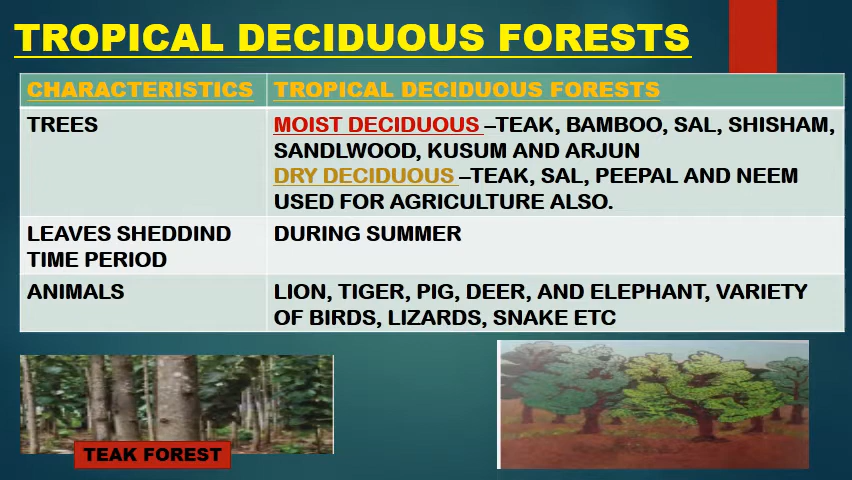 TROPICAL DECIDUOUS FORESTS
CHARACTERISTICS
TROPICAL DECIDUOUS FORESTS
TREES
MOIST DECIDUOUS –TEAK, BAMBOO, SAL, SHISHAM,
SANDLWOOD, KUSUM AND ARJUN
DRY DECIDUOUS –TEAK, SAL, PEEPAL AND NEEM
USED FOR AGRICULTURE ALSO.
LEAVES SHEDDIND
TIME PERIOD
DURING SUMMER
ANIMALS
LION, TIGER, PIG, DEER, AND ELEPHANT, VARIETY
OF BIRDS, LIZARDS, SNAKE ETC
TEAK FOREST